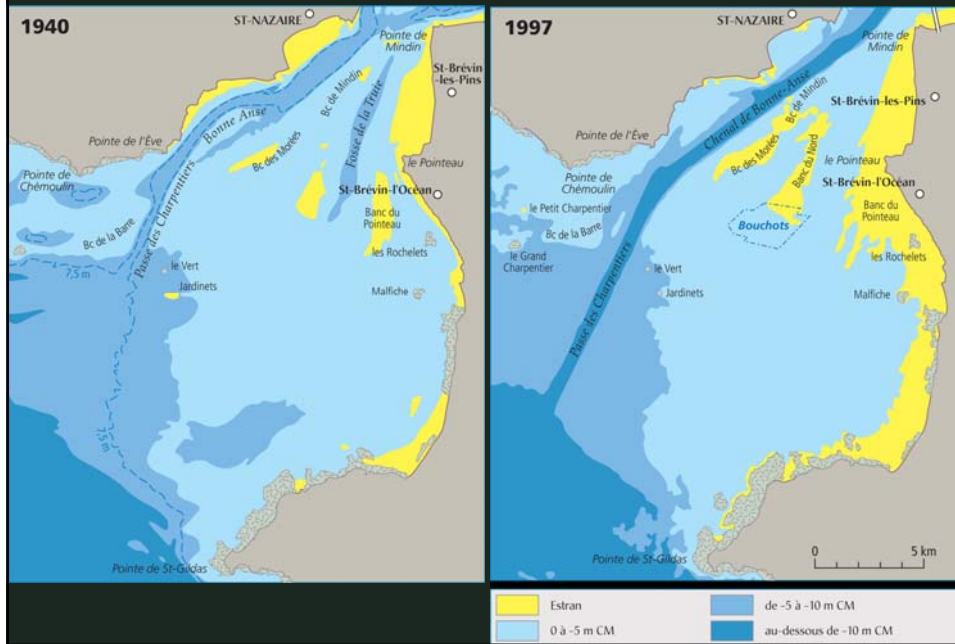 1940
ST-NAZAIRE
Pointe de
Mindin
St-Brévin
-les-Pins
Bc de Mindin
Fosse de la Truie
Bonne Anse
Pointe de l'Ève
Bc des Morées
le Pointeau
Pointe de
Chémoulin
Passe des Charpentiers
St-Brévin-l'Océan
Banc du
Pointeau
Bc de la Barre
les Rochelets
7,5 m
le Vert
Jardinets
Malfiche
7,5 m
Pointe de St-Gildas
1997
ST-NAZAIRE
Pointe de
Mindin
St-Brévin-les-Pins
Bc de Mindin
Chenal de Bonne-Anse
Pointe de l'Ève
Bc des Morées
Banc du Nord
le Pointeau
Pointe de
Chémoulin
St-Brévin-l'Océan
le Petit Charpentier
Banc du
Pointeau
Bouchots
Bc de la Barre
les Rochelets
le Grand
Charpentier
Passe des Charpentiers
le Vert
Jardinets
Malfiche
Pointe de St-Gildas
0 5 km
Estran
de -5 à -10 m CM
0 à -5 m CM
au-dessous de -10 m CM